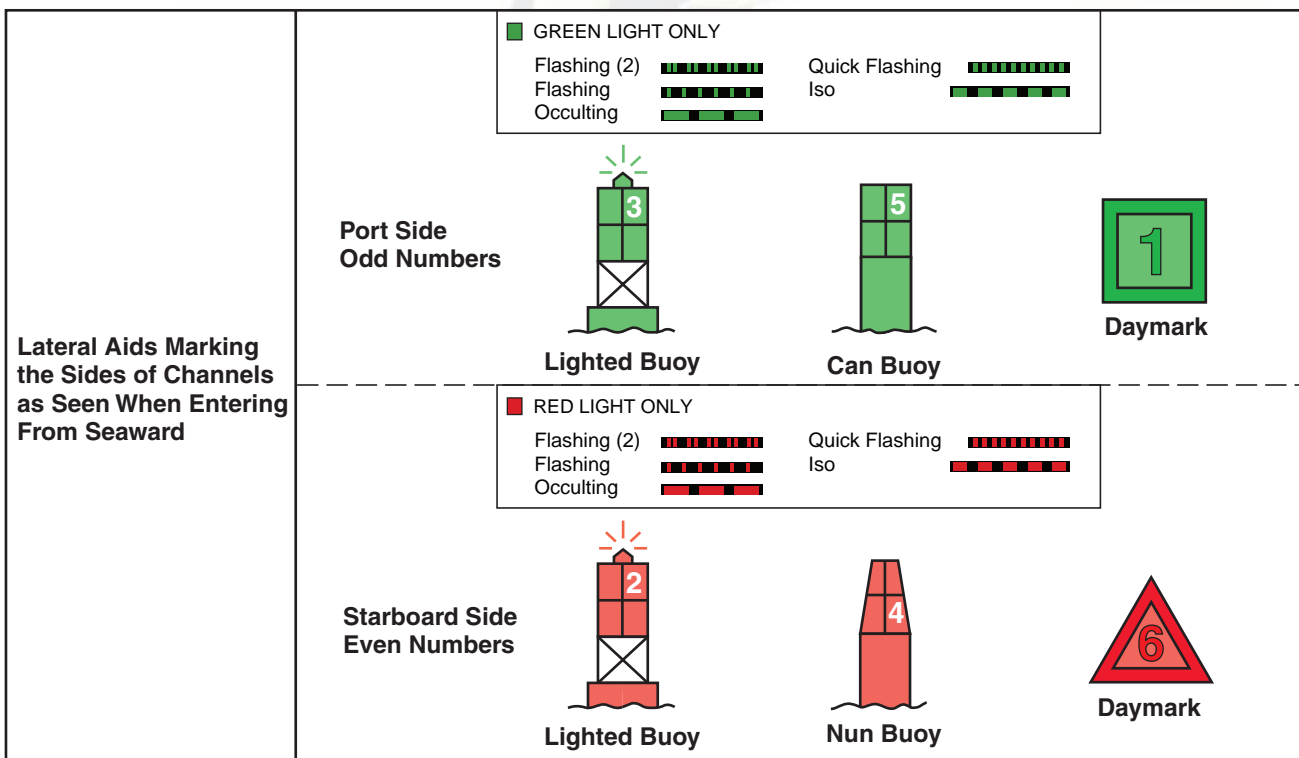 Lateral Aids Marking
the Sides of Channels
as Seen When Entering
From Seaward
GREEN LIGHT ONLY
Flashing (2)
Flashing
Occulting
Quick Flashing
Iso
Port Side
Odd Numbers
3
5
1
Lighted Buoy
Can Buoy
Daymark
RED LIGHT ONLY
Flashing (2)
Flashing
Occulting
Quick Flashing
Iso
Starboard Side
Even Numbers
2
4
6
Lighted Buoy
Nun Buoy
Daymark